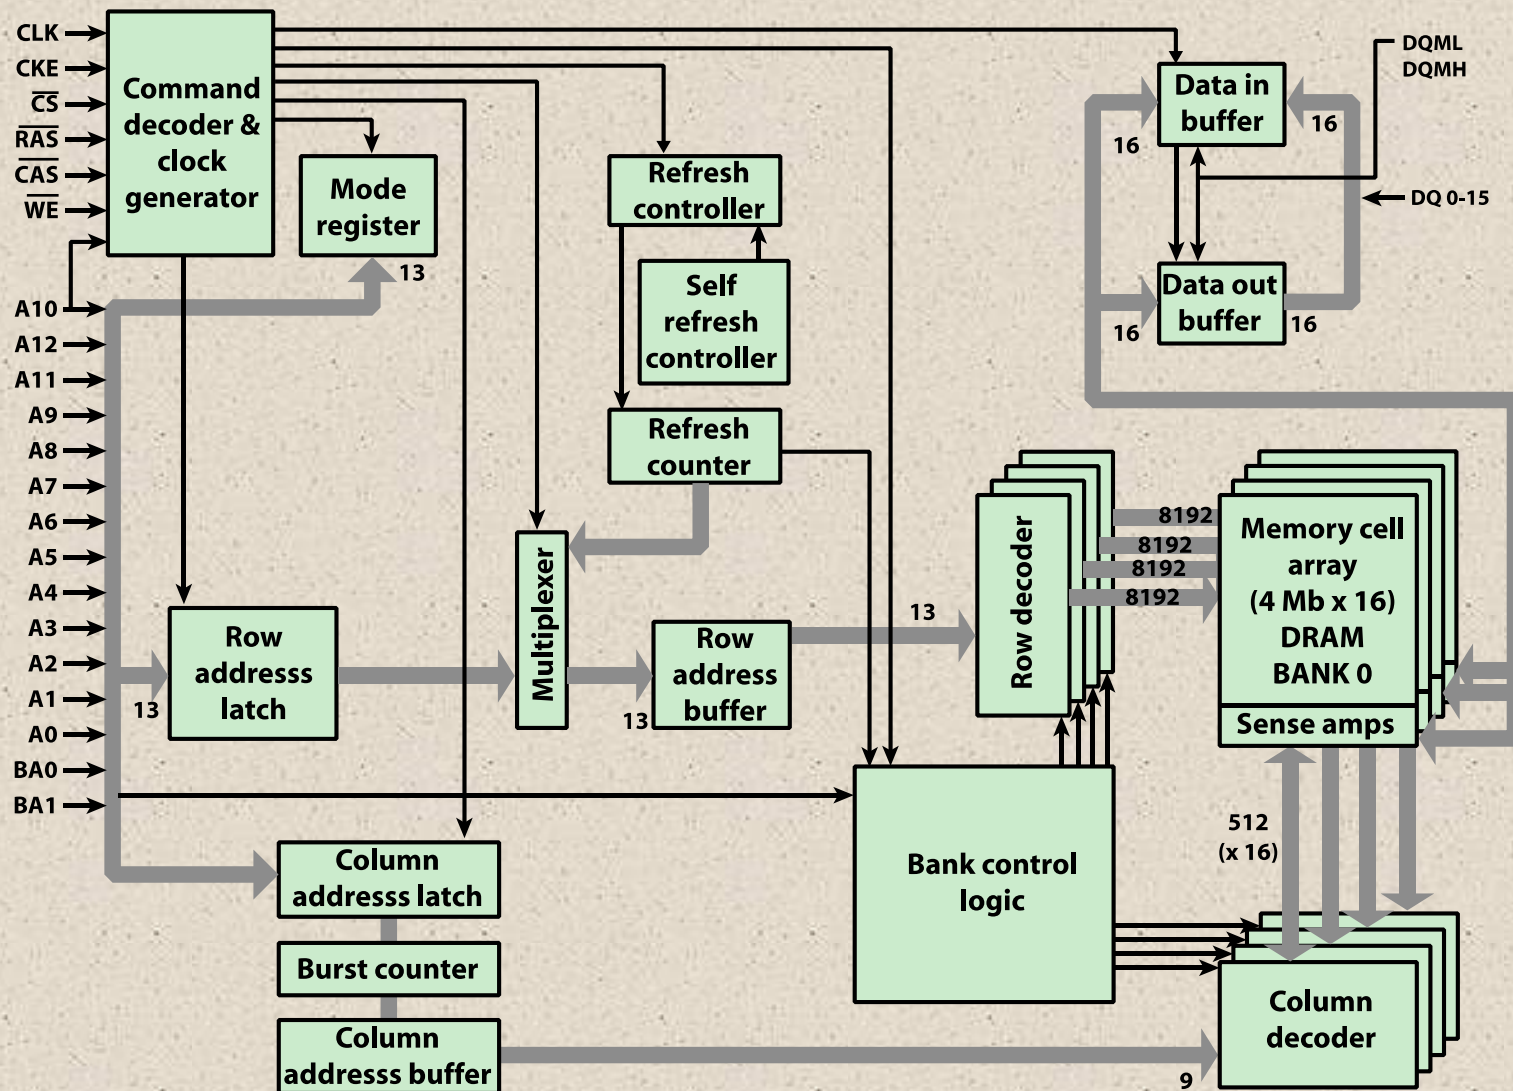 CLK
CKE
CS
RAS
CAS
WE
A10
A12
A11
A9
A8
A7
A6
A5
A4
A3
A2
A1
A0
BA0
BA1
Command
decoder &
clock
generator
Mode
register
13
Refresh
controller
Self
refresh
controller
Refresh
counter
Data in
buffer
16
16
DQML
DQMH
DQ 0-15
Data out
buffer
16
16
Multiplexer
Row
addresss
latch
13
Row
address
buffer
13
13
Row decoder
8192
8192
8192
8192
Memory cell
array
(4 Mb x 16)
DRAM
BANK 0
Sense amps
512
(x 16)
Bank control
logic
Column
addresss latch
Burst counter
Column
addresss buffer
9
Column
decoder